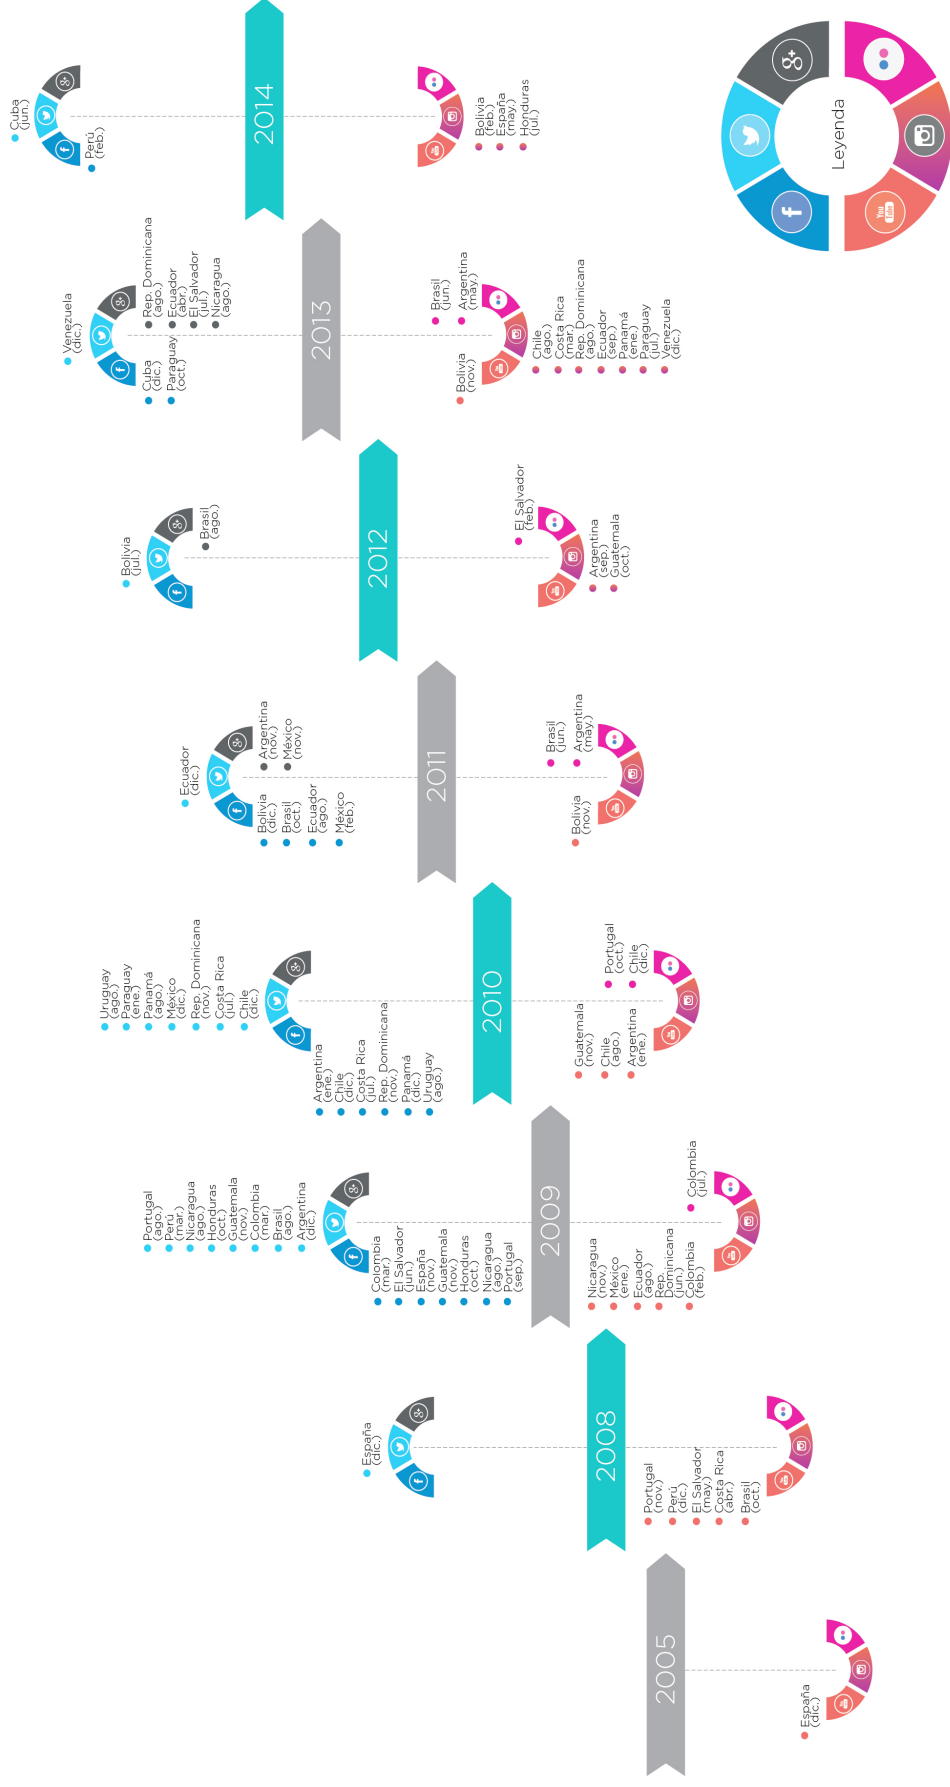 Cuba
(jun.)
Perú
(feb.)
2014
Bolivia
(feb.)
España
(may.)
Honduras
(jul.)
Leyenda
f
g+
You
Tube
Venezuela
(dic.)
Cuba
(dic.)
Paraguay
(oct.)
Rep. Dominicana
(ago.)
Ecuador
(abr.)
El Salvador
(jul.)
Nicaragua
(ago.)
2013
Brasil
(jun.)
Argentina
(may.)
Bolivia
(nov.)
Chile
(ago.)
Costa Rica
(mar.)
Rep. Dominicana
(ago.)
Ecuador
(sep.)
Panamá
(ene.)
Paraguay
(jul.)
Venezuela
(dic.)
Bolivia
(jul.)
Brasil
(ago.)
2012
El Salvador
(feb.)
Argentina
(sep.)
Guatemala
(oct.)
Ecuador
(dic.)
Bolivia
(dic.)
Brasil
(oct.)
Ecuador
(ago.)
México
(feb.)
Argentina
(nov.)
México
(nov.)
2011
Brasil
(jun.)
Argentina
(may.)
Bolivia
(nov.)
Uruguay
(ago.)
Paraguay
(ene.)
Panamá
(ago.)
México
(dic.)
Rep. Dominicana
(nov.)
Costa Rica
(jul.)
Chile
(dic.)
Argentina
(ene.)
Chile
(dic.)
Costa Rica
(jul.)
Rep. Dominicana
(nov.)
Panamá
(dic.)
Uruguay
(ago.)
2010
Guatemala
(nov.)
Chile
(ago.)
Argentina
(ene.)
Portugal
(oct.)
Chile
(dic.)
Portugal
(ago.)
Perú
(mar.)
Nicaragua
(ago.)
Honduras
(oct.)
Guatemala
(nov.)
Colombia
(mar.)
Brasil
(ago.)
Argentina
(dic.)
Colombia
(mar.)
El Salvador
(jun.)
España
(nov.)
Guatemala
(nov.)
Honduras
(oct.)
Nicaragua
(ago.)
Portugal
(sep.)
2009
Nicaragua
(nov.)
México
(ene.)
Ecuador
(ago.)
Rep.
Dominicana
(jun.)
Colombia
(feb.)
Colombia
(jul.)
España
(dic.)
2008
Portugal
(nov.)
Perú
(dic.)
El Salvador
(may.)
Costa Rica
(abr.)
Brasil
(oct.)
2005
España
(dic.)